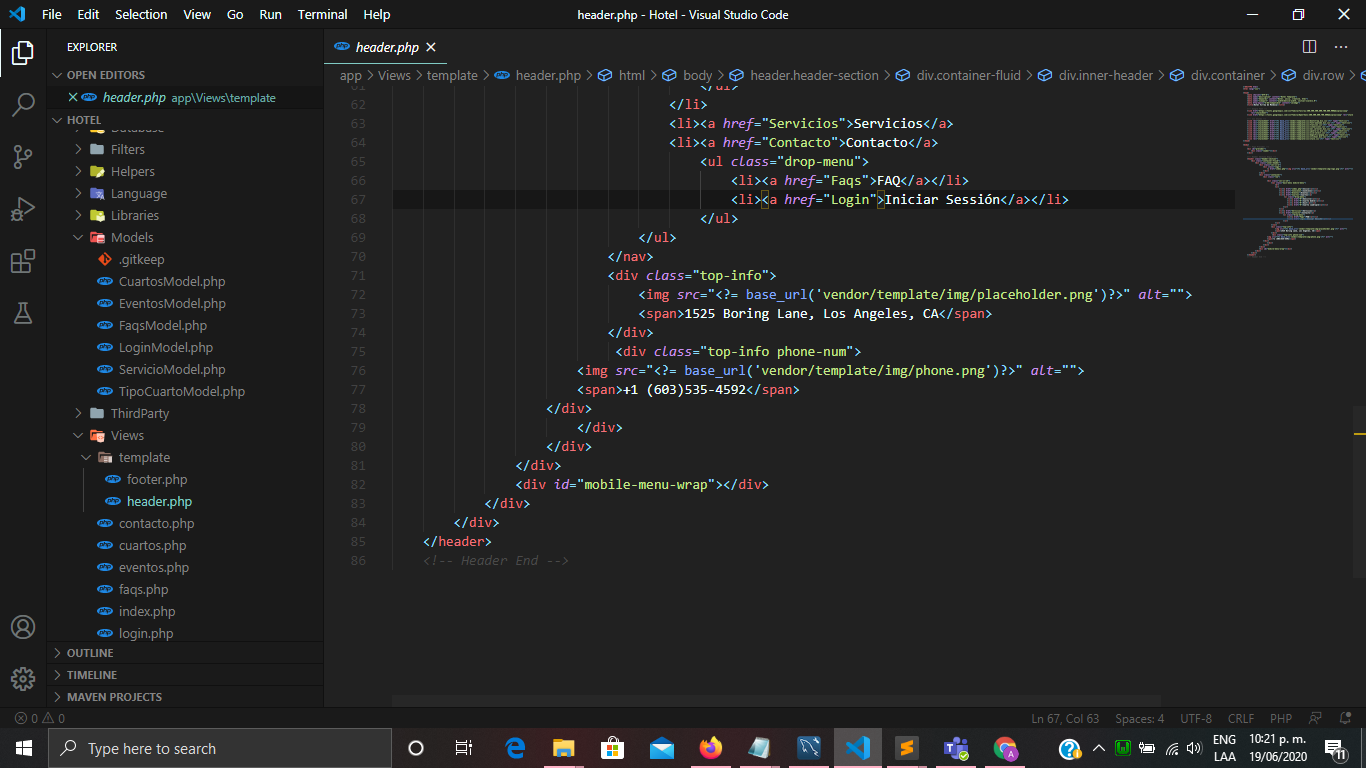 File Edit Selection View Go Run Terminal Help header.php - Hotel - Visual Studio Code
EXPLORER
OPEN EDITORS
header.php app\Views\template
HOTEL
Database
Filters
Helpers
Language
Libraries
Models
.gitkeep
CuartosModel.php
EventosModel.php
FaqsModel.php
LoginModel.php
ServicioModel.php
TipoCuartoModel.php
ThirdParty
Views
template
footer.php
header.php
contacto.php
cuartos.php
eventos.php
faqs.php
index.php
login.php
OUTLINE
TIMELINE
MAVEN PROJECTS
php header.php
app > Views > template > header.php > html > body > header.header-section > div.container-fluid > div.inner-header > div.container > div.row >
61 </ul>
62 </li>
63 <li><a href="Servicios">Servicios</a>
64 <li><a href="Contacto">Contacto</a>
65 <ul class="drop-menu">
66 <li><a href="Faqs">FAQ</a></li>
67 <li><a href="Login">Iniciar Sessión</a></li>
68 </ul>
69 </ul>
70 </nav>
71 <div class="top-info">
72 <img src="<?= base_url('vendor/template/img/placeholder.png')?>" alt="">
73 <span>1525 Boring Lane, Los Angeles, CA</span>
74 </div>
75 <div class="top-info phone-num">
76 <img src="<?= base_url('vendor/template/img/phone.png')?>" alt="">
77 <span>+1 (603)535-4592</span>
78 </div>
79 </div>
80 </div>
81 </div>
82 <div id="mobile-menu-wrap"></div>
83 </div>
84 </div>
85 </header>
86 <!-- Header End -->
0 0 Ln 67, Col 63 Spaces: 4 UTF-8 CRLF PHP
Type here to search
ENG 10:21 p. m.
LAA 19/06/2020
11